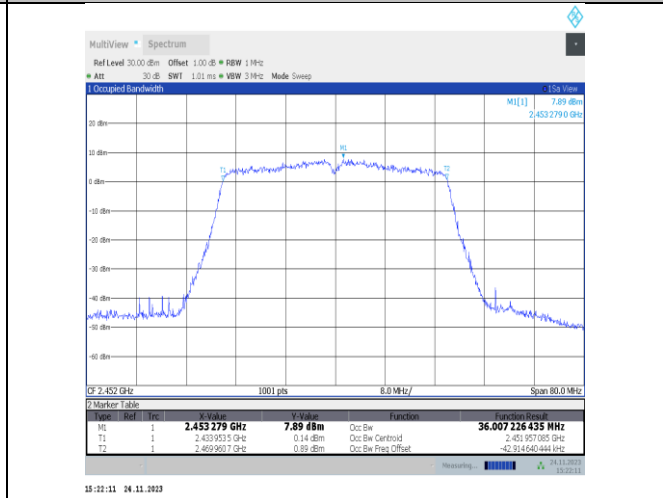 MultiView Spectrum
Ref Level 30.00 dBm Offset 1.00 dB RBW 1 MHz
Att 30 dB SWT 1.01 ms VBW 3 MHz Mode Sweep
1 Occupied Bandwidth 1Sa View
M1[1] 7.89 dBm
2.453 279 0 GHz
20 dBm
10 dBm
M1
T1
T2
0 dBm
-10 dBm
-20 dBm
-30 dBm
-40 dBm
-50 dBm
-60 dBm
CF 2.452 GHz 1001 pts 8.0 MHz/ Span 80.0 MHz
2 Marker Table
Type Ref Trc X-Value Y-Value Function Function Result
M1 1 2.453 279 GHz 7.89 dBm Occ Bw 36.007 226 435 MHz
T1 1 2.433 953 5 GHz 0.14 dBm Occ Bw Centroid 2.451 957 085 GHz
T2 1 2.469 960 7 GHz 0.89 dBm Occ Bw Freq Offset -42.914 640 444 kHz
Measuring... 24.11.2023
15:22:11
15:22:11 24.11.2023